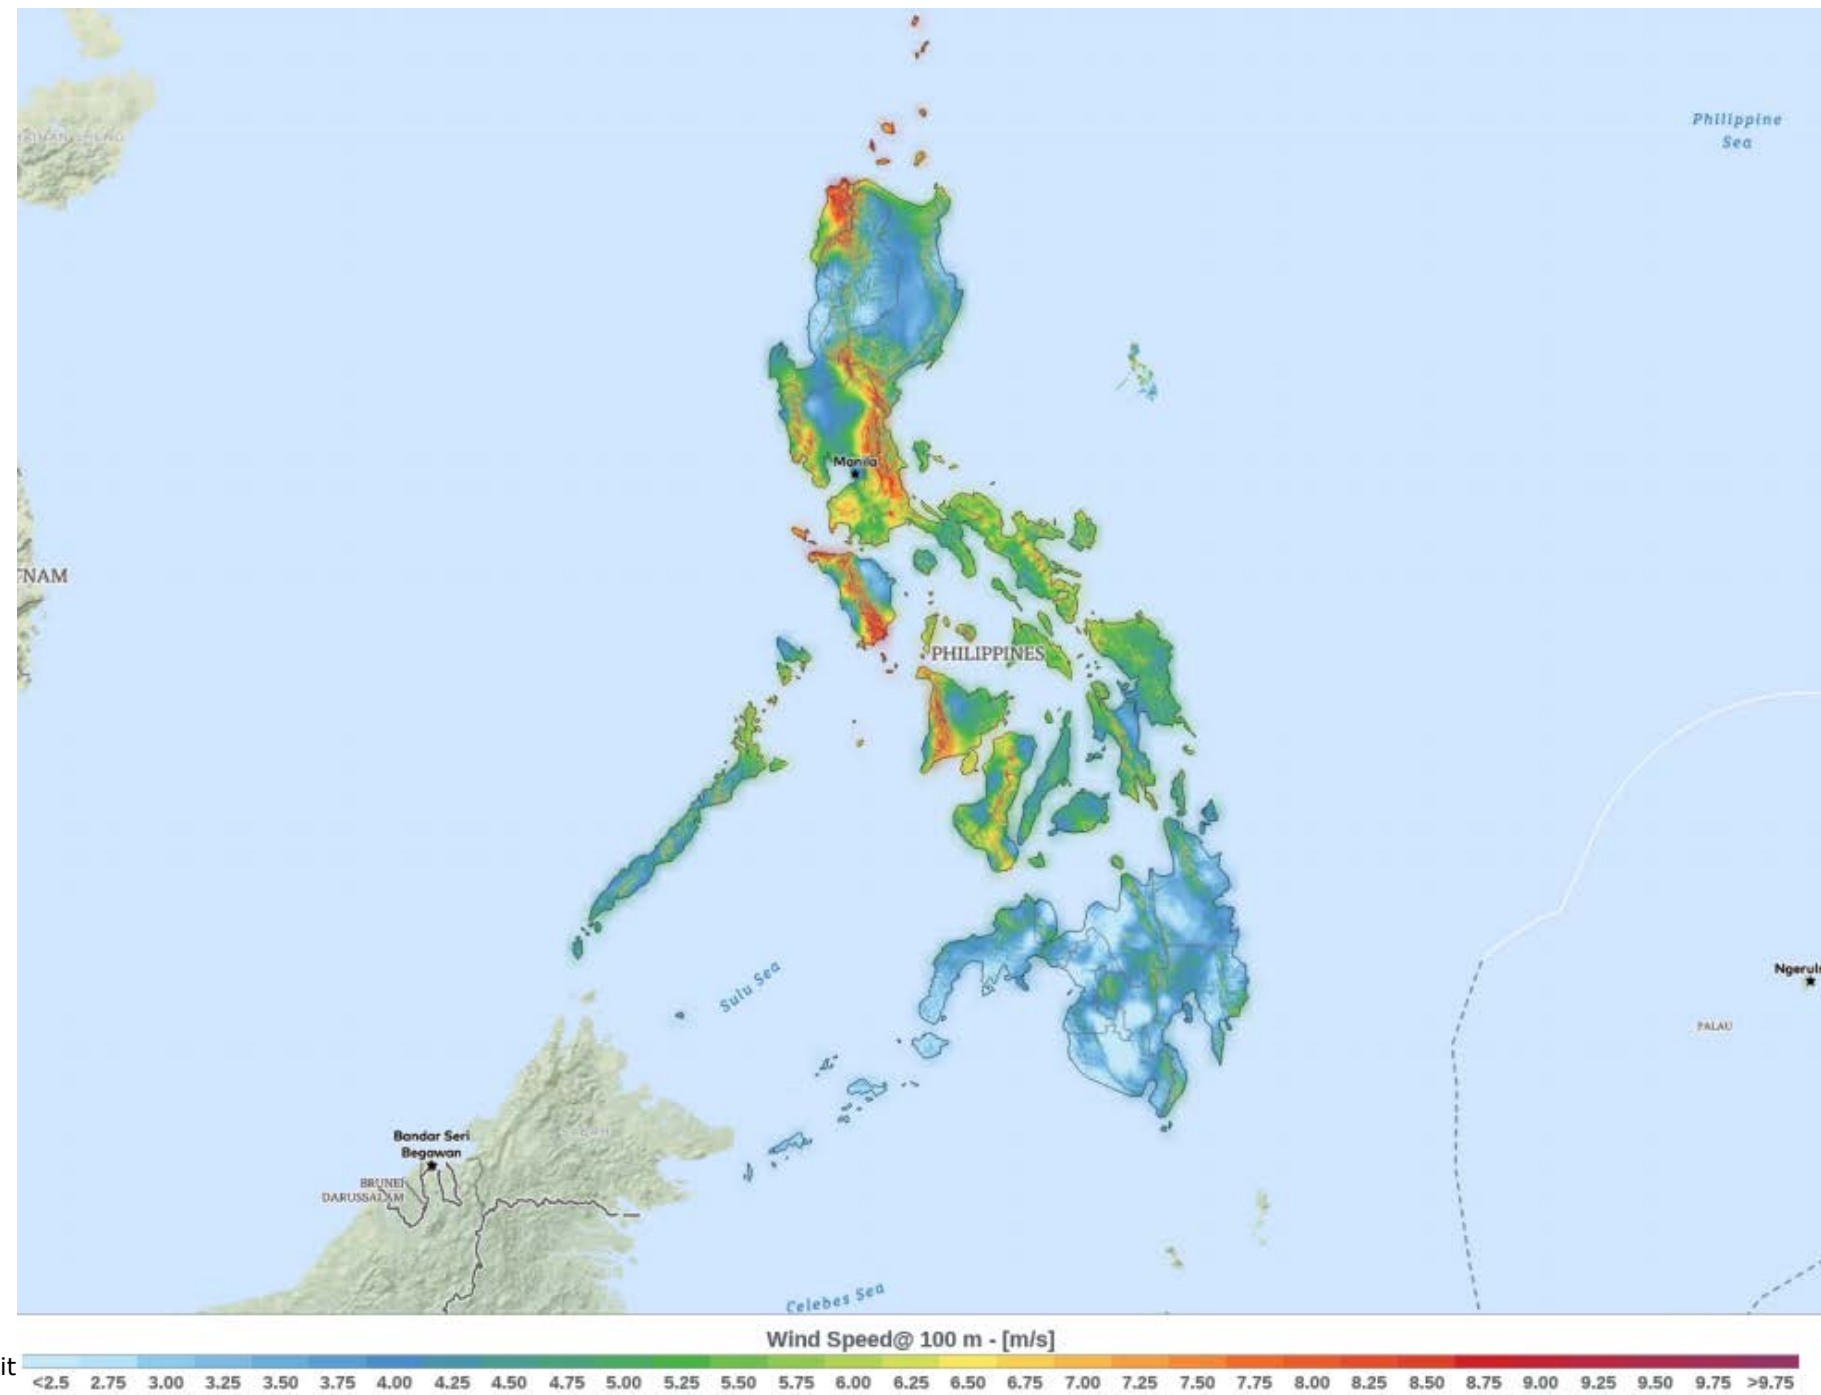 Philippine
Sea
Manila
NAM
PHILIPPINES
Sulu Sea
Ngerul
PALAU
SABAH
Bandar Seri
Begawan
BRUNEI
DARUSSALAM
Celebes Sea
Wind Speed@ 100 m - [m/s]
it
<2.5 2.75 3.00 3.25 3.50 3.75 4.00 4.25 4.50 4.75 5.00 5.25 5.50 5.75 6.00 6.25 6.50 6.75 7.00 7.25 7.50 7.75 8.00 8.25 8.50 8.75 9.00 9.25 9.50 9.75 >9.75